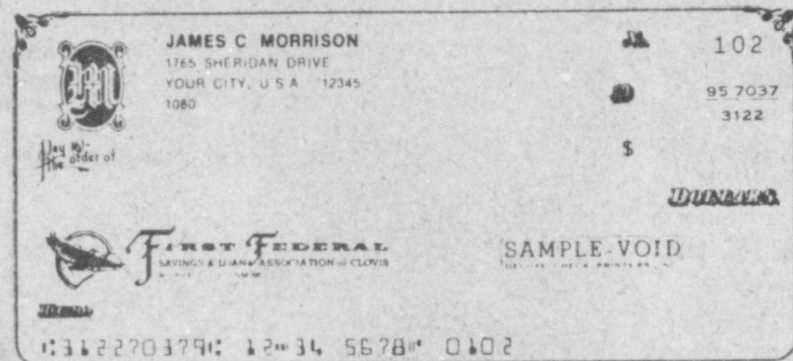 JAMES C MORRISON
1765 SHERIDAN DRIVE
YOUR CITY, U S A 12345
1080
102
95 7037
3122
M
Pay to
the order of
$
DOLLARS
FIRST FEDERAL
SAVINGS & LOAN ASSOCIATION of CLOVIS
SAMPLE-VOID
312270379 12 34 5678 0102